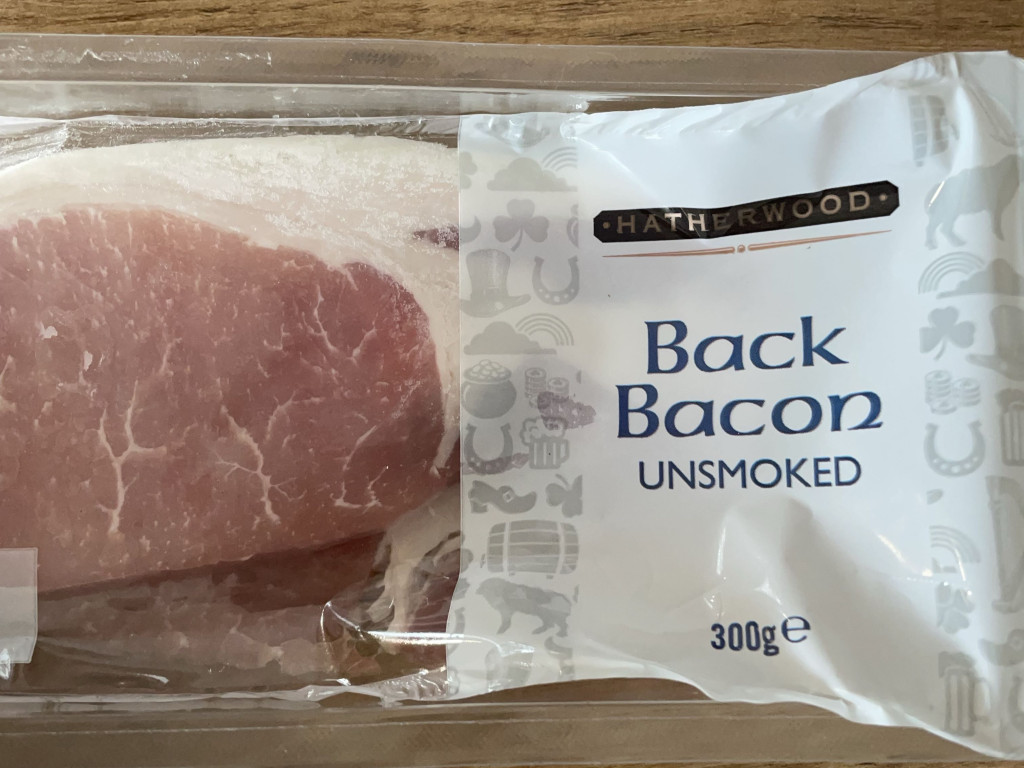 ·HATHERWOOD·
Back
Bacon
UNSMOKED
300g℮